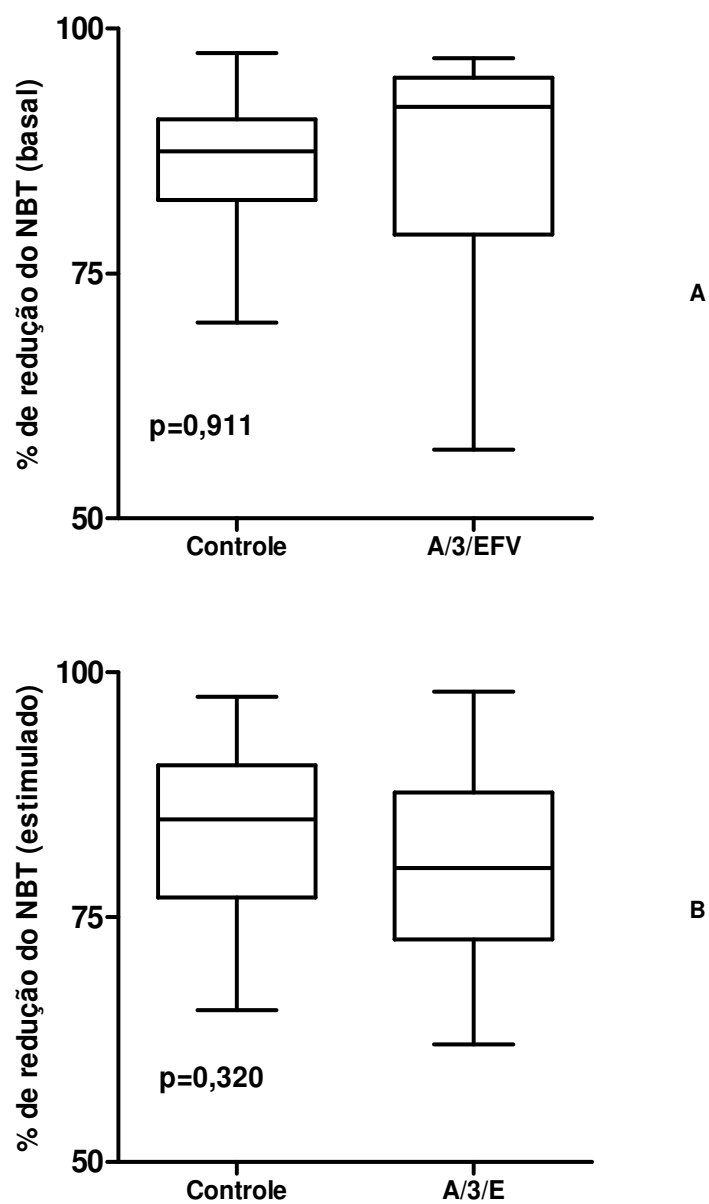 % de redução do NBT (basal)
100
75
50
p=0,911
Controle
A/3/EFV
A
% de redução do NBT (estimulado)
100
75
50
p=0,320
Controle
A/3/E
B